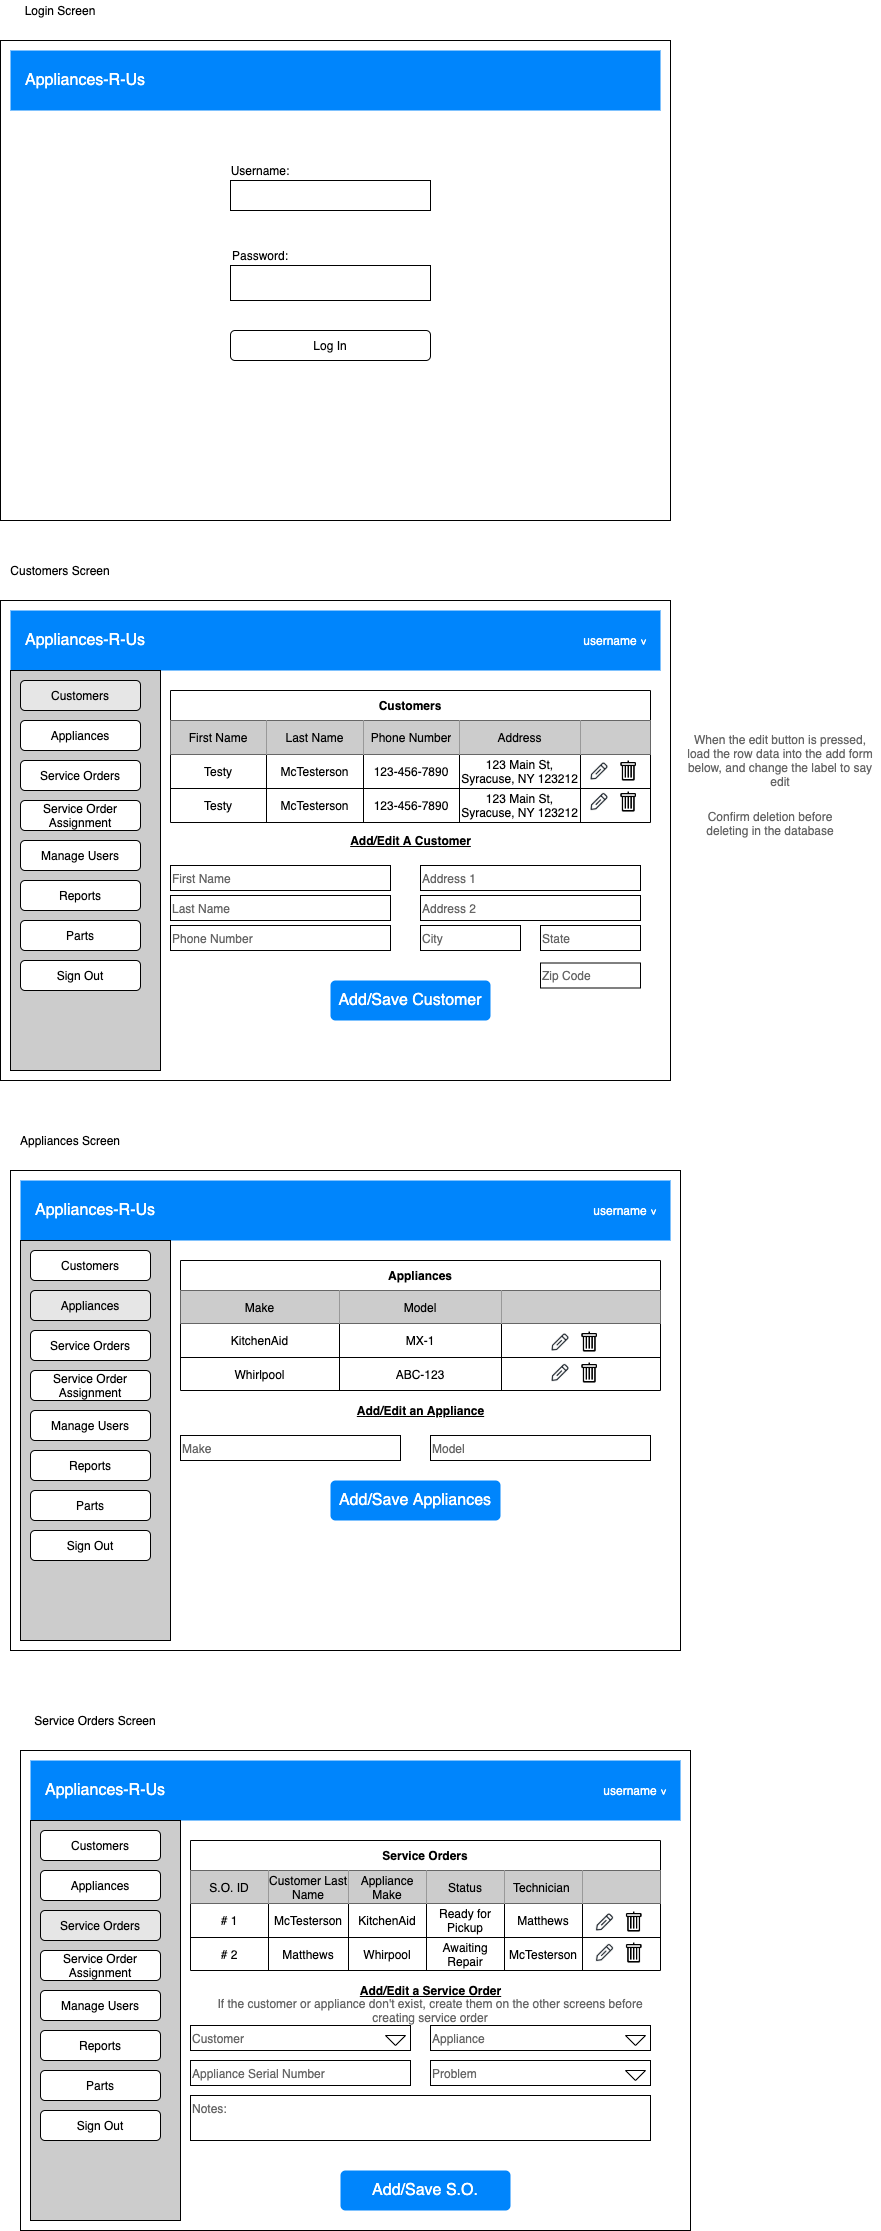 Login Screen
Appliances-R-Us
Username:
Password:
Log In
Customers Screen
Appliances-R-Us
username v
Customers
Appliances
Service Orders
Service Order
Assignment
Manage Users
Reports
Parts
Sign Out
Customers
First Name Last Name Phone Number Address
Testy McTesterson 123-456-7890 123 Main St,
Syracuse, NY 123212
Testy McTesterson 123-456-7890 123 Main St,
Syracuse, NY 123212
Add/Edit A Customer
First Name Address 1
Last Name Address 2
Phone Number City State
Zip Code
Add/Save Customer
When the edit button is pressed,
load the row data into the add form
below, and change the label to say
edit
Confirm deletion before
deleting in the database
Appliances Screen
Appliances-R-Us
username v
Customers
Appliances
Service Orders
Service Order
Assignment
Manage Users
Reports
Parts
Sign Out
Appliances
Make Model
KitchenAid MX-1
Whirlpool ABC-123
Add/Edit an Appliance
Make Model
Add/Save Appliances
Service Orders Screen
Appliances-R-Us
username v
Customers
Appliances
Service Orders
Service Order
Assignment
Manage Users
Reports
Parts
Sign Out
Service Orders
S.O. ID Customer Last
Name Appliance
Make Status Technician
# 1 McTesterson KitchenAid Ready for
Pickup Matthews
# 2 Matthews Whirpool Awaiting
Repair McTesterson
Add/Edit a Service Order
If the customer or appliance don't exist, create them on the other screens before
creating service order
Customer Appliance
Appliance Serial Number Problem
Notes:
Add/Save S.O.